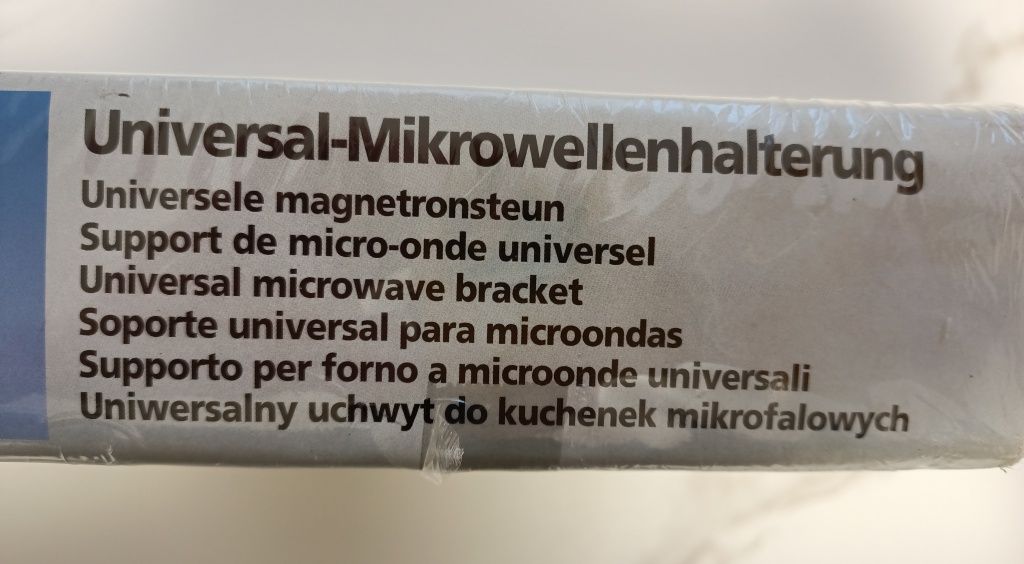 Universal-Mikrowellenhalterung
Universele magnetronsteun
Support de micro-onde universel
Universal microwave bracket
Soporte universal para microondas
Supporto per forno a microonde universali
Uniwersalny uchwyt do kuchenek mikrofalowych